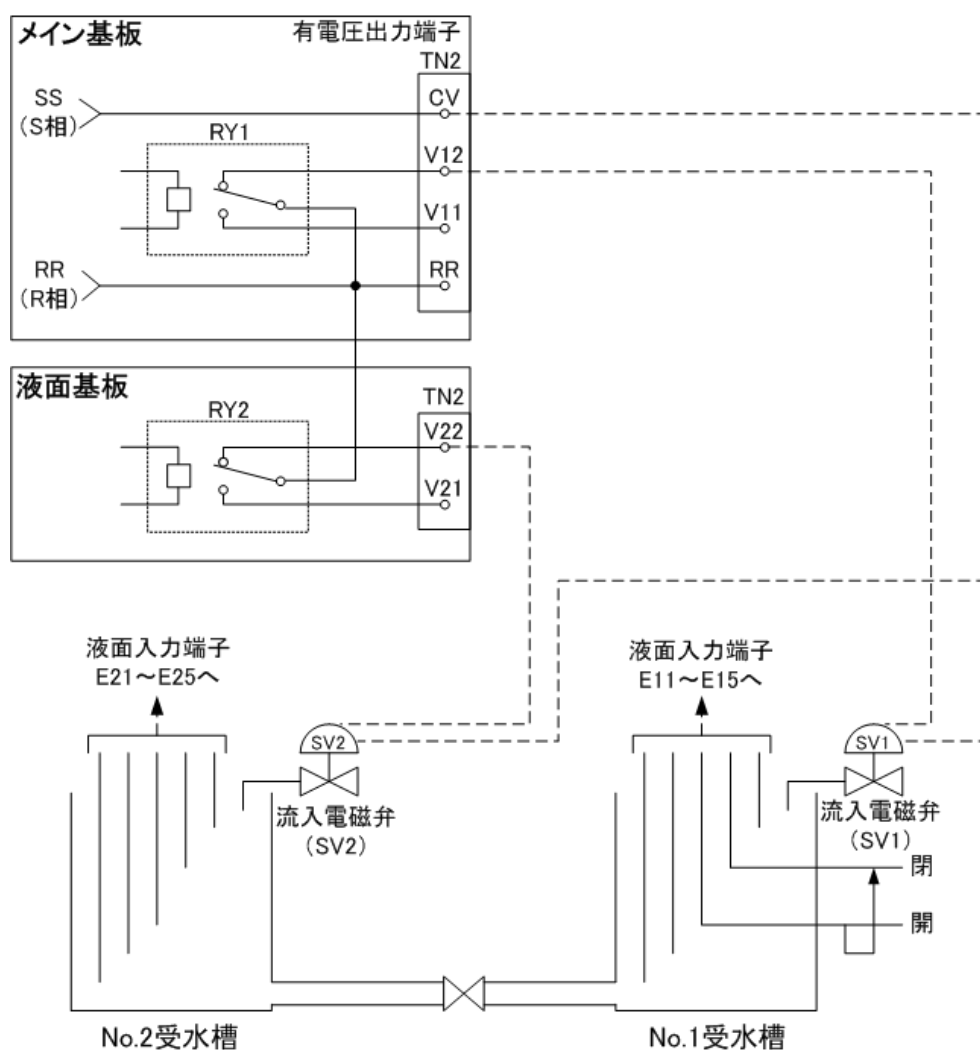 メイン基板
有電圧出力端子
TN2
SS
(S相)
CV
RY1
V12
V11
RR
(R相)
RR
液面基板
TN2
RY2
V22
V21
液面入力端子
E21～E25へ
液面入力端子
E11～E15へ
SV2
SV1
流入電磁弁
(SV2)
流入電磁弁
(SV1)
閉
開
No.2受水槽
No.1受水槽